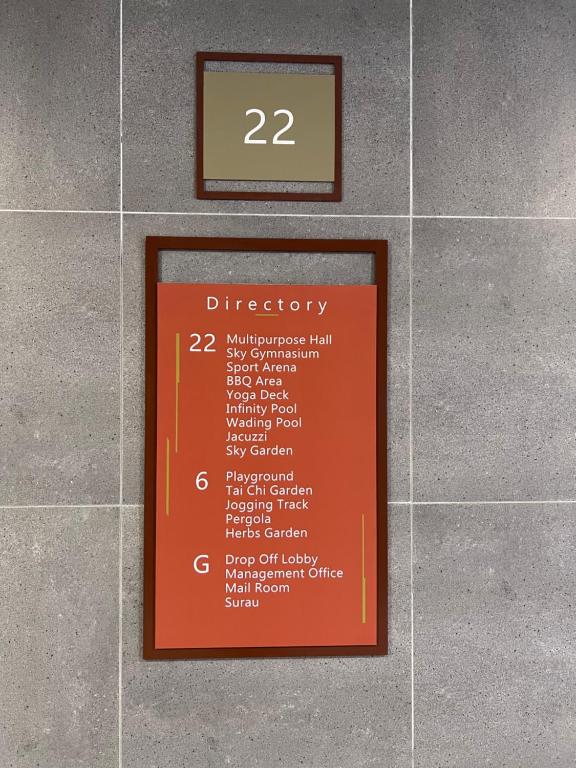 22
Directory
22 Multipurpose Hall
Sky Gymnasium
Sport Arena
BBQ Area
Yoga Deck
Infinity Pool
Wading Pool
Jacuzzi
Sky Garden
6 Playground
Tai Chi Garden
Jogging Track
Pergola
Herbs Garden
G Drop Off Lobby
Management Office
Mail Room
Surau